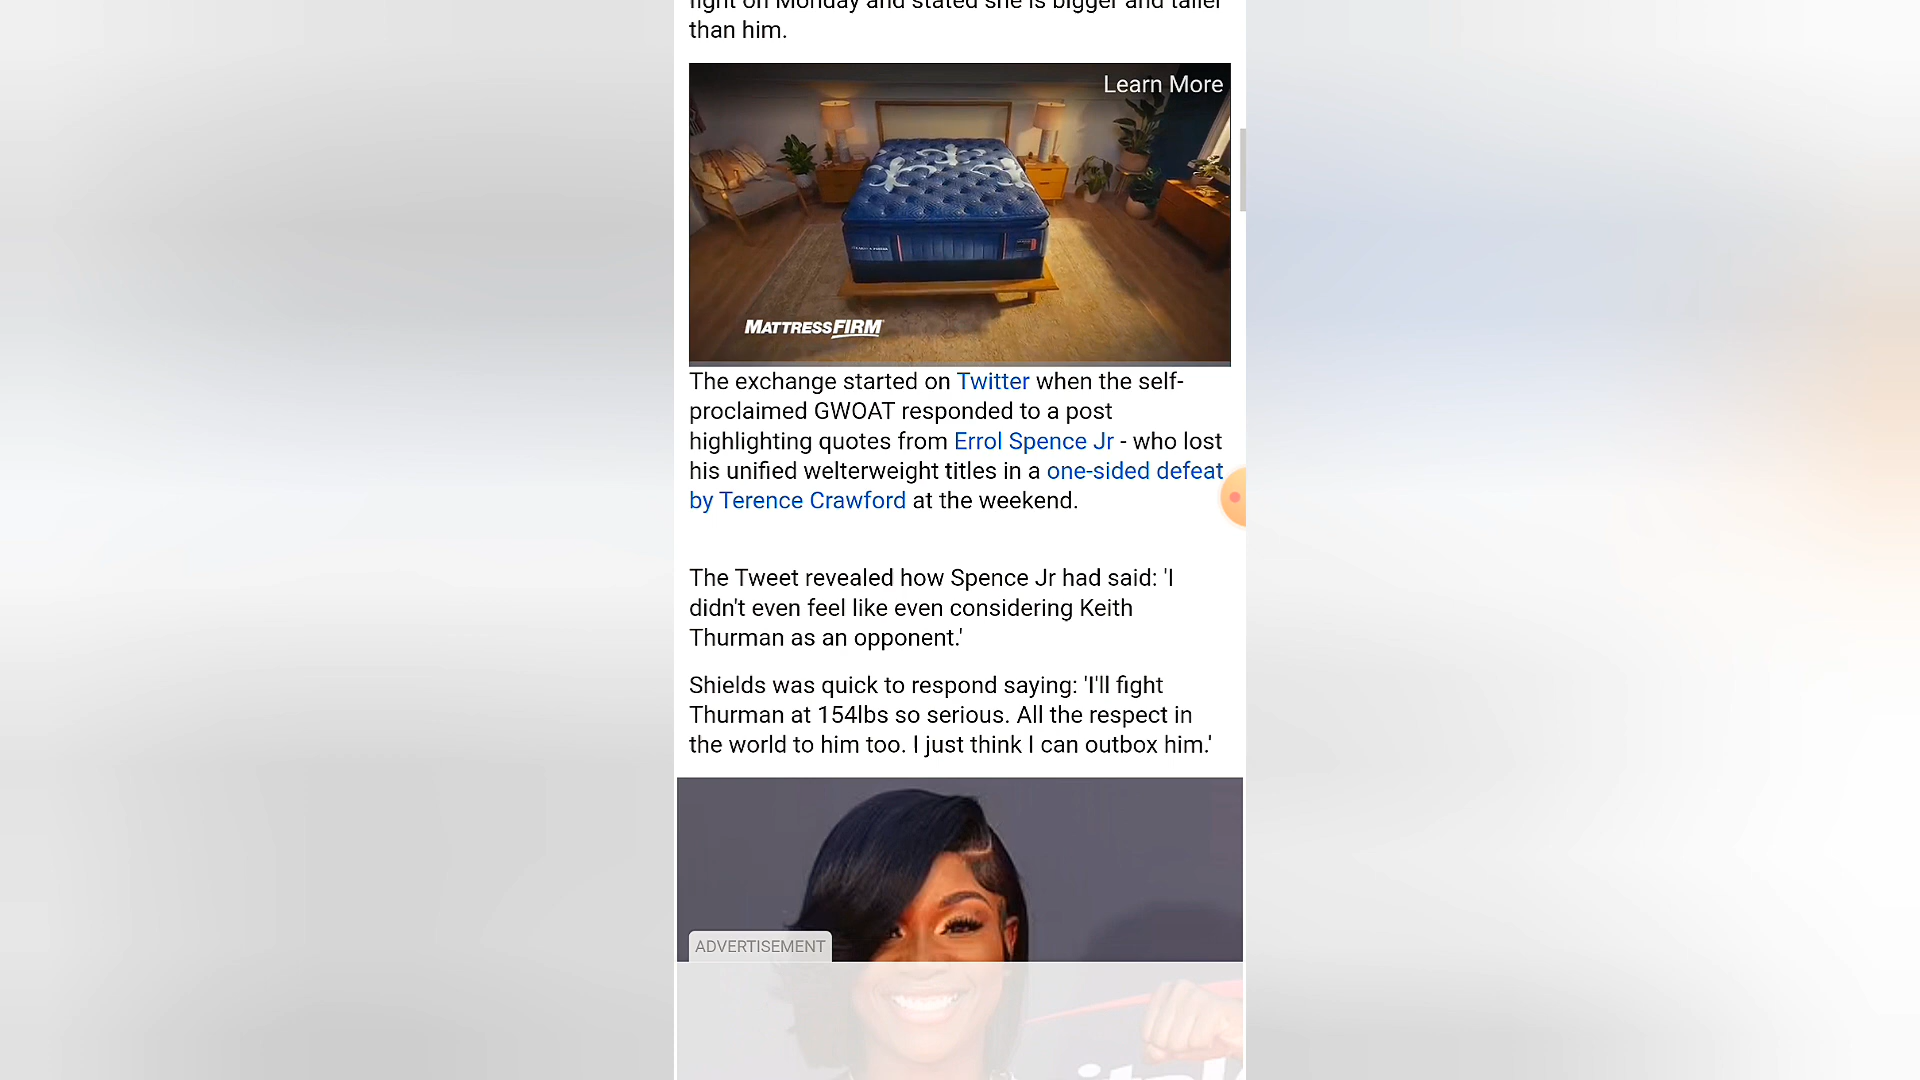 than him.
Learn More
MATTRESSFIRM
The exchange started on Twitter when the self-
proclaimed GWOAT responded to a post
highlighting quotes from Errol Spence Jr - who lost
his unified welterweight titles in a one-sided defeat
by Terence Crawford at the weekend.
The Tweet revealed how Spence Jr had said: 'I
didn't even feel like even considering Keith
Thurman as an opponent.'
Shields was quick to respond saying: 'I'll fight
Thurman at 154lbs so serious. All the respect in
the world to him too. I just think I can outbox him.'
ADVERTISEMENT